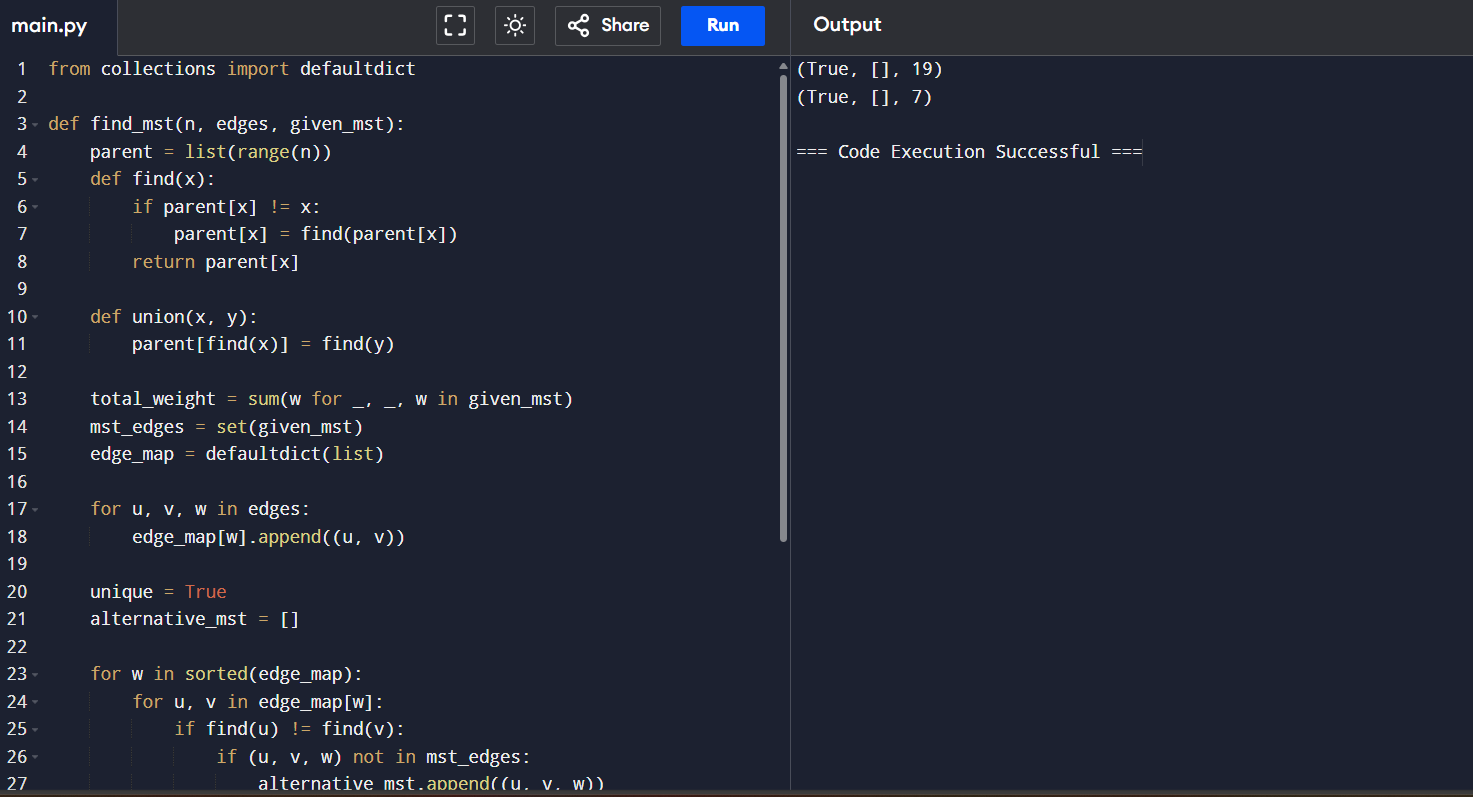 main.py Share Run Output
1 from collections import defaultdict
2
3 def find_mst(n, edges, given_mst):
4     parent = list(range(n))
5     def find(x):
6         if parent[x] != x:
7             parent[x] = find(parent[x])
8         return parent[x]
9
10     def union(x, y):
11         parent[find(x)] = find(y)
12
13     total_weight = sum(w for _, _, w in given_mst)
14     mst_edges = set(given_mst)
15     edge_map = defaultdict(list)
16
17     for u, v, w in edges:
18         edge_map[w].append((u, v))
19
20     unique = True
21     alternative_mst = []
22
23     for w in sorted(edge_map):
24         for u, v in edge_map[w]:
25             if find(u) != find(v):
26                 if (u, v, w) not in mst_edges:
27                     alternative_mst.append((u, v, w))
(True, [], 19)
(True, [], 7)
=== Code Execution Successful ===